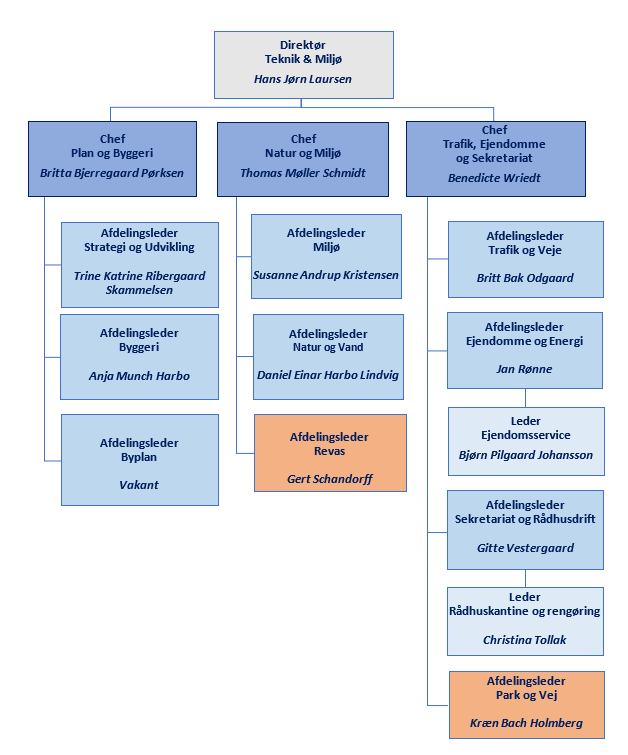 Direktør
Teknik & Miljø
Hans Jørn Laursen
Chef
Plan og Byggeri
Britta Bjerregaard Pørksen
Chef
Natur og Miljø
Thomas Møller Schmidt
Chef
Trafik, Ejendomme
og Sekretariat
Benedicte Wriedt
Afdelingsleder
Strategi og Udvikling
Trine Katrine Ribergaard
Skammelsen
Afdelingsleder
Byggeri
Anja Munch Harbo
Afdelingsleder
Byplan
Vakant
Afdelingsleder
Miljø
Susanne Andrup Kristensen
Afdelingsleder
Natur og Vand
Daniel Einar Harbo Lindvig
Afdelingsleder
Revas
Gert Schandorff
Afdelingsleder
Trafik og Veje
Britt Bak Odgaard
Afdelingsleder
Ejendomme og Energi
Jan Rønne
Leder
Ejendomsservice
Bjørn Pilgaard Johansson
Afdelingsleder
Sekretariat og Rådhusdrift
Gitte Vestergaard
Leder
Rådhuskantine og rengøring
Christina Tollak
Afdelingsleder
Park og Vej
Kræn Bach Holmberg